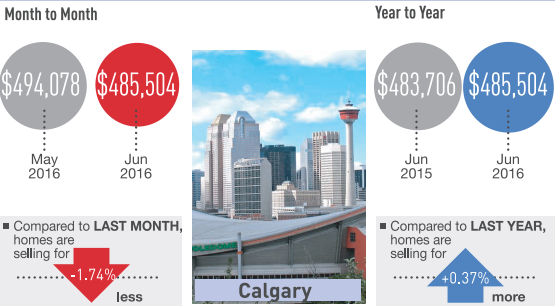 Month to Month
$494,078
$485,504
May
2016
Jun
2016
Compared to LAST MONTH,
homes are
selling for
-1.74%
less
Calgary
Year to Year
$483,706
$485,504
Jun
2015
Jun
2016
Compared to LAST YEAR,
homes are
selling for
+0.37%
more